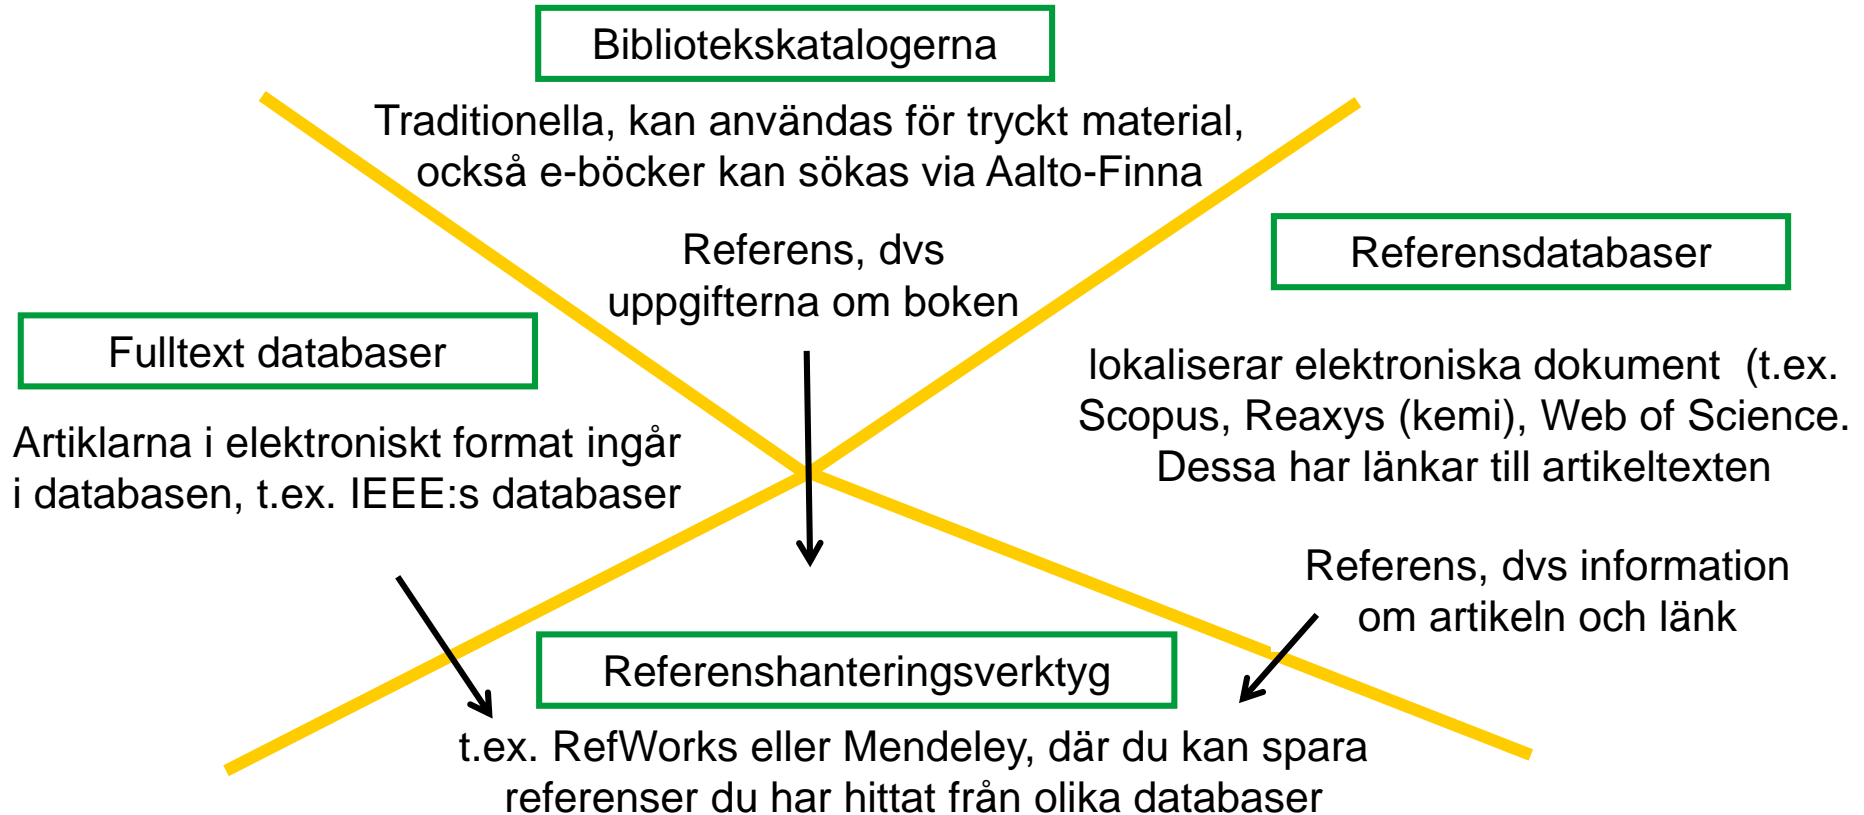 Bibliotekskatalogerna
Traditionella, kan användas för tryckt material,
också e-böcker kan sökas via Aalto-Finna
Referens, dvs
uppgifterna om boken
Referensdatabaser
lokaliserar elektroniska dokument  (t.ex.
Scopus, Reaxys (kemi), Web of Science.
Dessa har länkar till artikeltexten
Referens, dvs information
om artikeln och länk
Fulltext databaser
Artiklarna i elektroniskt format ingår
i databasen, t.ex. IEEE:s databaser
Referenshanteringsverktyg
t.ex. RefWorks eller Mendeley, där du kan spara
referenser du har hittat från olika databaser